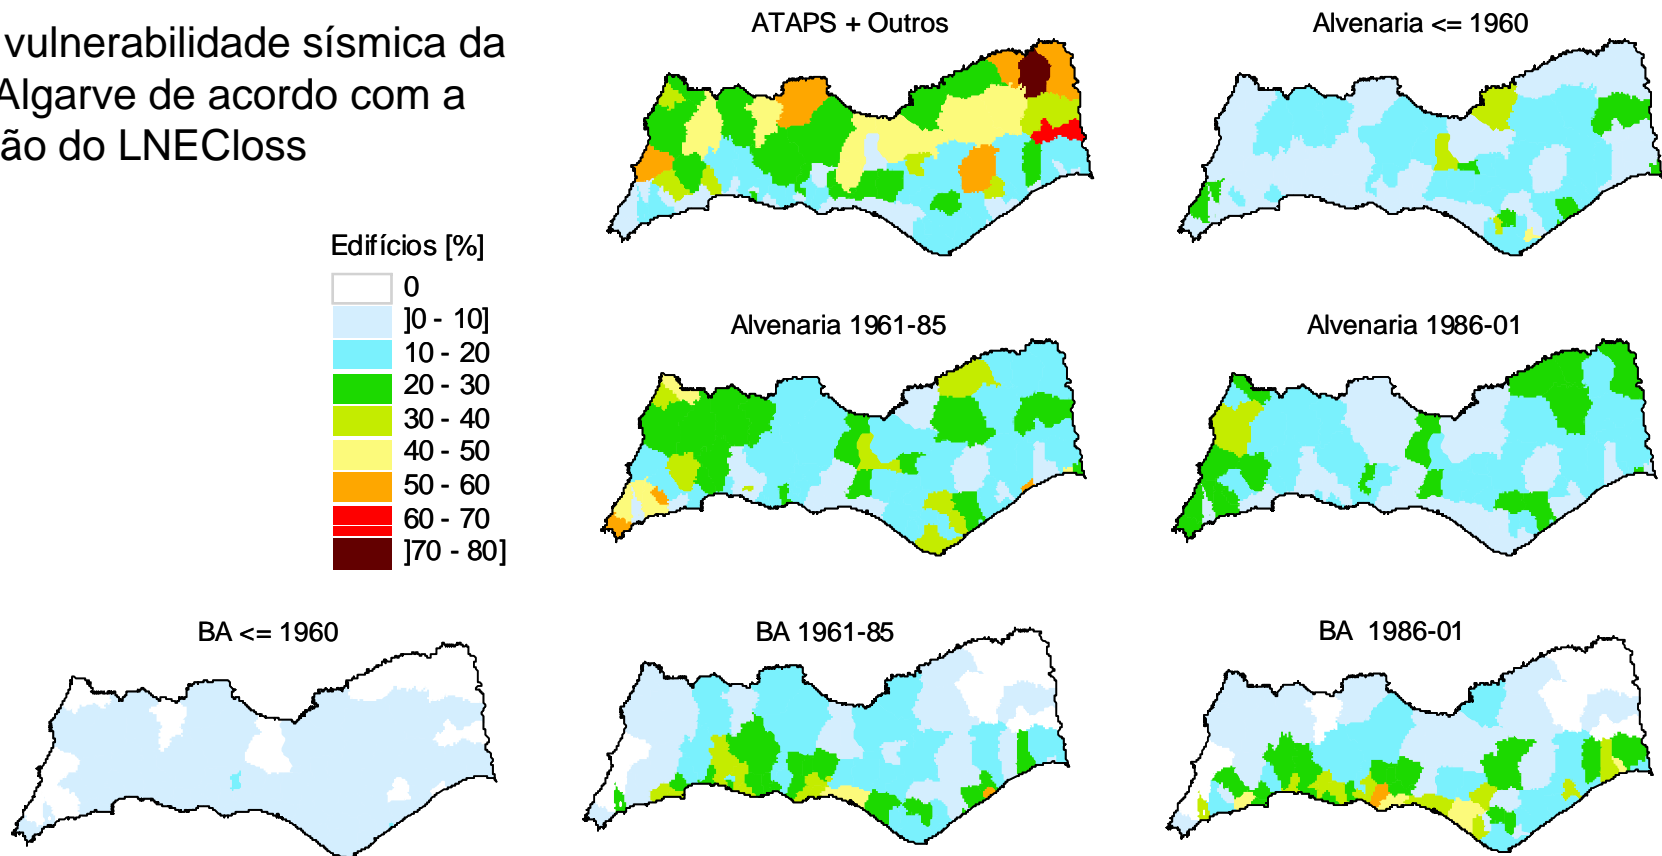 vulnerabilidade sísmica da
Algarve de acordo com a
ão do LNECloss
ATAPS + Outros
Alvenaria <= 1960
Edifícios [%]
0
]0 - 10]
10 - 20
20 - 30
30 - 40
40 - 50
50 - 60
60 - 70
]70 - 80]
Alvenaria 1961-85
Alvenaria 1986-01
BA <= 1960
BA 1961-85
BA 1986-01